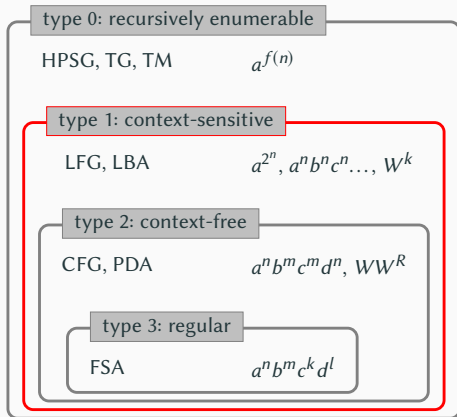 type 0: recursively enumerable
HPSG, TG, TM a^{f(n)}
type 1: context-sensitive
LFG, LBA a^{2^n}, a^n b^n c^n …, W^k
type 2: context-free
CFG, PDA a^n b^m c^m d^n, WW^R
type 3: regular
FSA a^n b^m c^k d^l